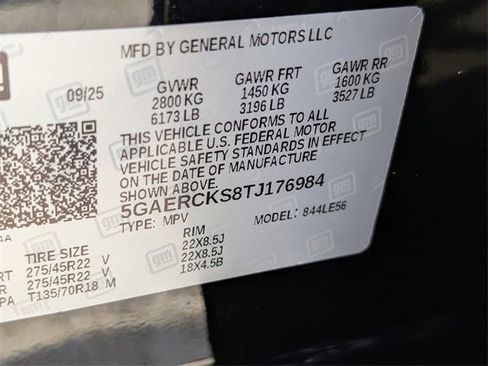 MFD BY GENERAL MOTORS LLC
09/25 GVWR GAWR FRT GAWR RR
2800 KG 1450 KG 1600 KG
6173 LB 3196 LB 3527 LB
THIS VEHICLE CONFORMS TO ALL
APPLICABLE U.S. FEDERAL MOTOR
VEHICLE SAFETY STANDARDS IN EFFECT
ON THE DATE OF MANUFACTURE
SHOWN ABOVE.
5GAERCKS8TJ176984
TYPE: MPV MODEL: 844LE56
TIRE SIZE RIM
RT 275/45R22 V 22X8.5J
R 275/45R22 V 22X8.5J
PA T135/70R18 M 18X4.5B
gm